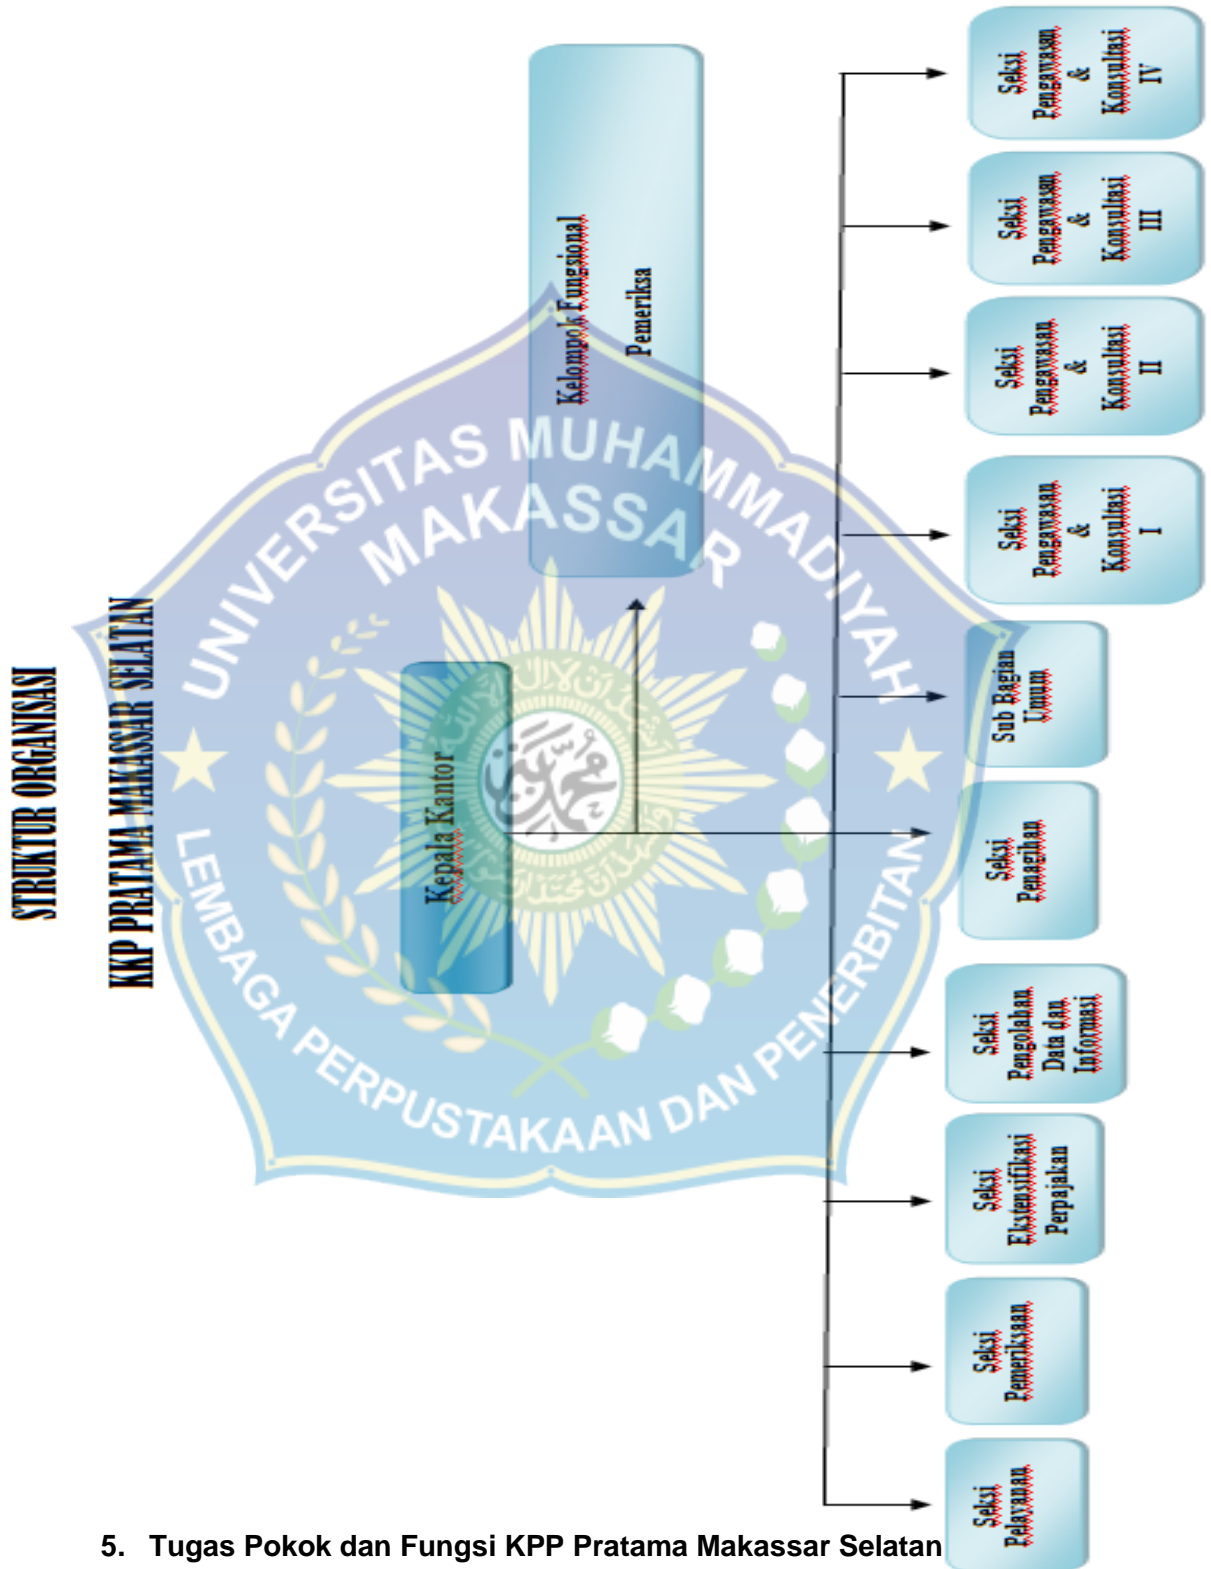 STRUKTUR ORGANISASI
KKP PRATAMA MAKASSAR SELATAN
Kepala Kantor
Kelompok Fungsional
Pemeriksa
Seksi
Pelayanan
Seksi
Pemeriksaan
Seksi
Ekstensifikasi
Perpajakan
Seksi
Pengolahan
Data dan
Informasi
Seksi
Penagihan
Sub Bagian
Umum
Seksi
Pengawasan
&
Konsultasi
I
Seksi
Pengawasan
&
Konsultasi
II
Seksi
Pengawasan
&
Konsultasi
III
Seksi
Pengawasan
&
Konsultasi
IV
UNIVERSITAS MUHAMMADIYAH
MAKASSAR
LEMBAGA PERPUSTAKAAN DAN PENERBITAN
5. Tugas Pokok dan Fungsi KPP Pratama Makassar Selatan